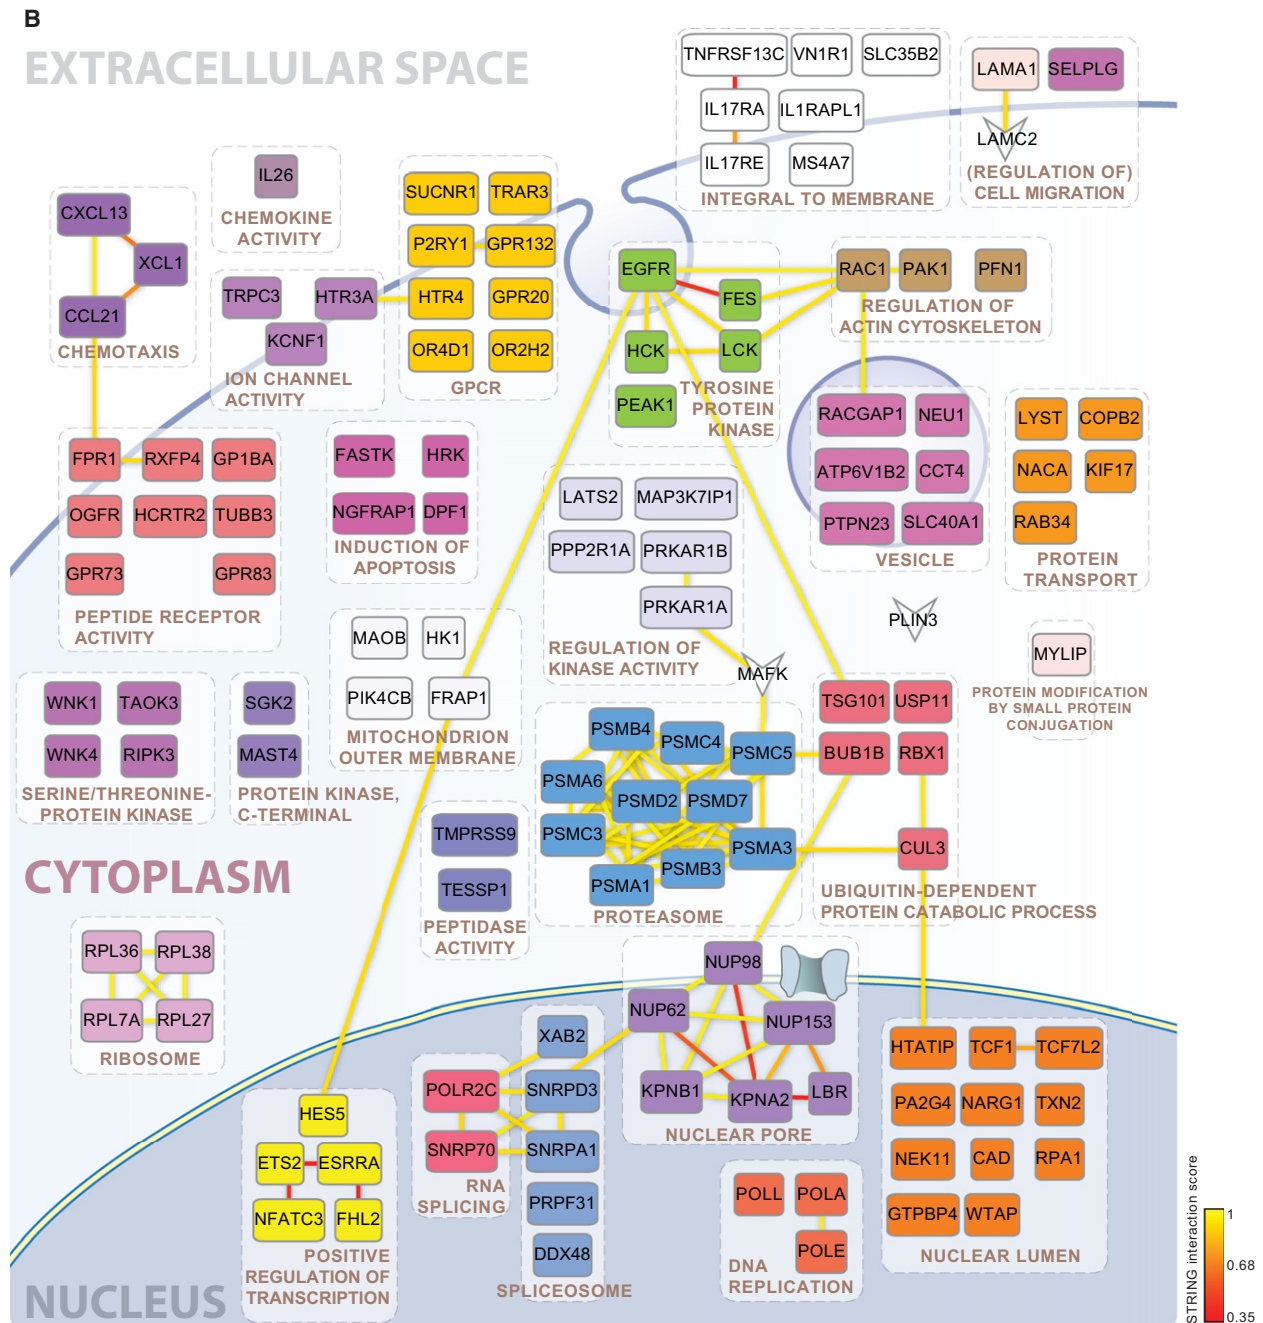 B
EXTRACELLULAR SPACE
TNFRSF13C VN1R1 SLC35B2
IL17RA IL1RAPL1
IL17RE MS4A7
INTEGRAL TO MEMBRANE
LAMA1 SELPLG
LAMC2
(REGULATION OF)
CELL MIGRATION
IL26
CHEMOKINE
ACTIVITY
CXCL13
XCL1
CCL21
CHEMOTAXIS
TRPC3 HTR3A
KCNF1
ION CHANNEL
ACTIVITY
SUCNR1 TRAR3
P2RY1 GPR132
HTR4 GPR20
OR4D1 OR2H2
GPCR
EGFR
FES
HCK LCK
PEAK1
TYROSINE
PROTEIN
KINASE
RAC1 PAK1 PFN1
REGULATION OF
ACTIN CYTOSKELETON
RACGAP1 NEU1
ATP6V1B2 CCT4
PTPN23 SLC40A1
VESICLE
LYST COPB2
NACA KIF17
RAB34
PROTEIN
TRANSPORT
FPR1 RXFP4 GP1BA
OGFR HCRTR2 TUBB3
GPR73 GPR83
PEPTIDE RECEPTOR
ACTIVITY
FASTK HRK
NGFRAP1 DPF1
INDUCTION OF
APOPTOSIS
LATS2 MAP3K7IP1
PPP2R1A PRKAR1B
PRKAR1A
REGULATION OF
KINASE ACTIVITY
MAFK
PLIN3
MYLIP
PROTEIN MODIFICATION
BY SMALL PROTEIN
CONJUGATION
MAOB HK1
PIK4CB FRAP1
MITOCHONDRION
OUTER MEMBRANE
WNK1 TAOK3
WNK4 RIPK3
SERINE/THREONINE-
PROTEIN KINASE
SGK2
MAST4
PROTEIN KINASE,
C-TERMINAL
TSG101 USP11
BUB1B RBX1
CUL3
UBIQUITIN-DEPENDENT
PROTEIN CATABOLIC PROCESS
PSMB4 PSMC4 PSMC5
PSMA6
PSMD2 PSMD7
PSMC3 PSMA3
PSMA1 PSMB3
PROTEASOME
TMPRSS9
TESSP1
PEPTIDASE
ACTIVITY
CYTOPLASM
RPL36 RPL38
RPL7A RPL27
RIBOSOME
NUP98
NUP62 NUP153
KPNB1 KPNA2 LBR
NUCLEAR PORE
XAB2
SNRPD3
SNRPA1
PRPF31
DDX48
SPLICEOSOME
POLR2C
SNRP70
RNA
SPLICING
HES5
ETS2 ESRRA
NFATC3 FHL2
POSITIVE
REGULATION OF
TRANSCRIPTION
HTATIP TCF1 TCF7L2
PA2G4 NARG1 TXN2
NEK11 CAD RPA1
GTPBP4 WTAP
NUCLEAR LUMEN
POLL POLA
POLE
DNA
REPLICATION
NUCLEUS
STRING interaction score
1
0.68
0.35